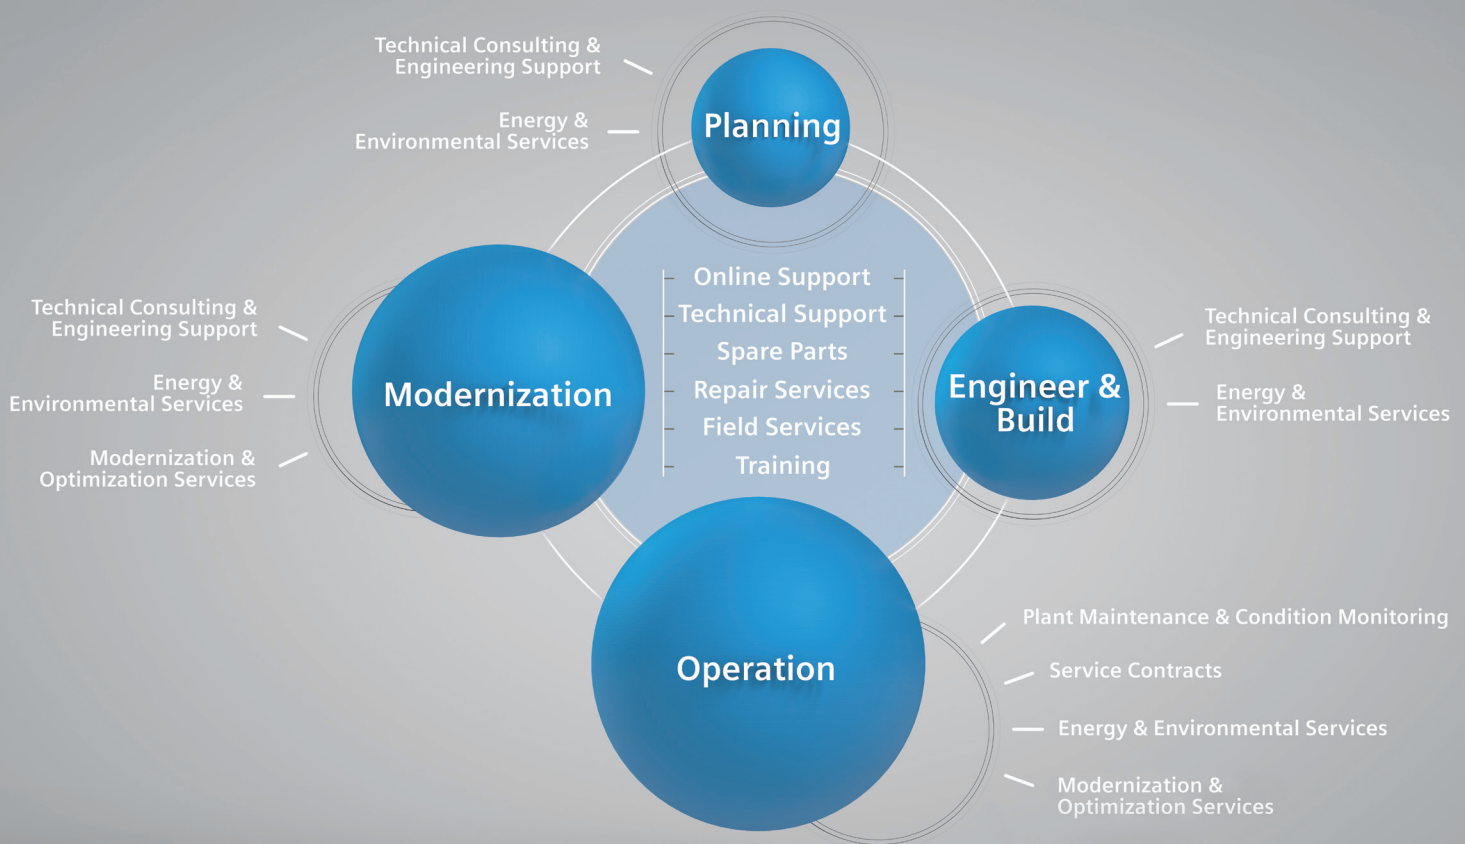 Technical Consulting &
Engineering Support
Energy &
Environmental Services
Planning
Online Support
Technical Support
Spare Parts
Repair Services
Field Services
Training
Technical Consulting &
Engineering Support
Energy &
Environmental Services
Modernization &
Optimization Services
Modernization
Engineer &
Build
Technical Consulting &
Engineering Support
Energy &
Environmental Services
Operation
Plant Maintenance & Condition Monitoring
Service Contracts
Energy & Environmental Services
Modernization &
Optimization Services